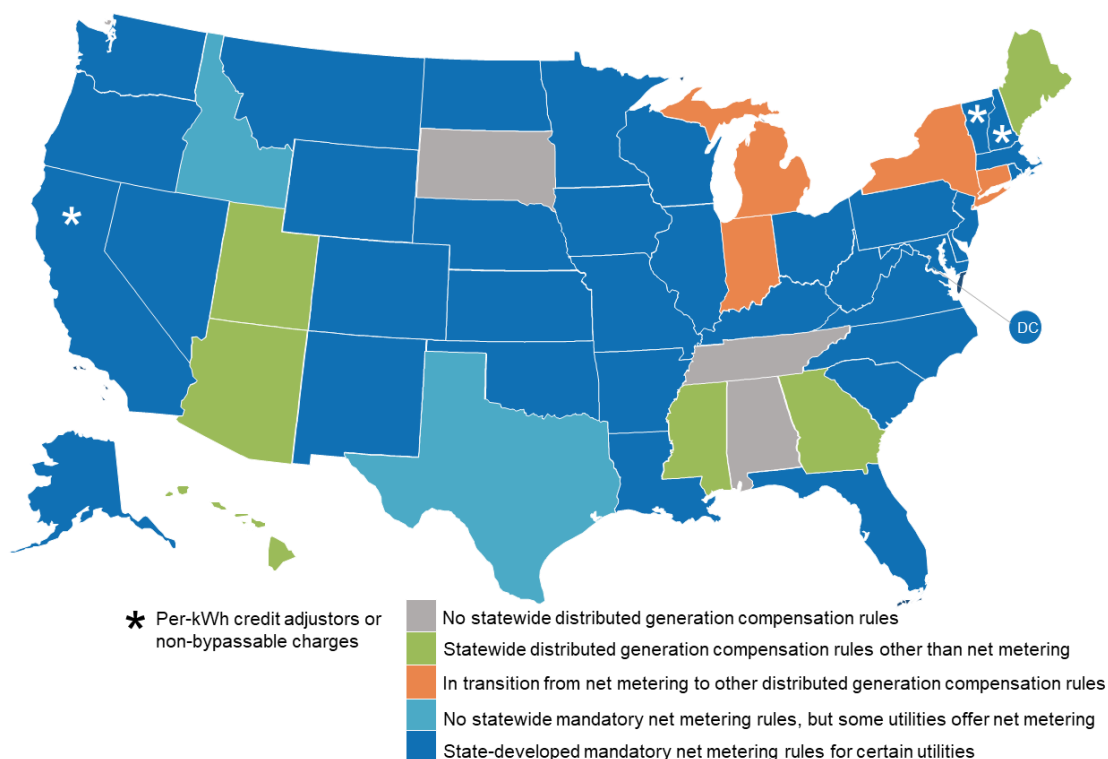 DC
* Per-kWh credit adjustors or
non-bypassable charges
No statewide distributed generation compensation rules
Statewide distributed generation compensation rules other than net metering
In transition from net metering to other distributed generation compensation rules
No statewide mandatory net metering rules, but some utilities offer net metering
State-developed mandatory net metering rules for certain utilities